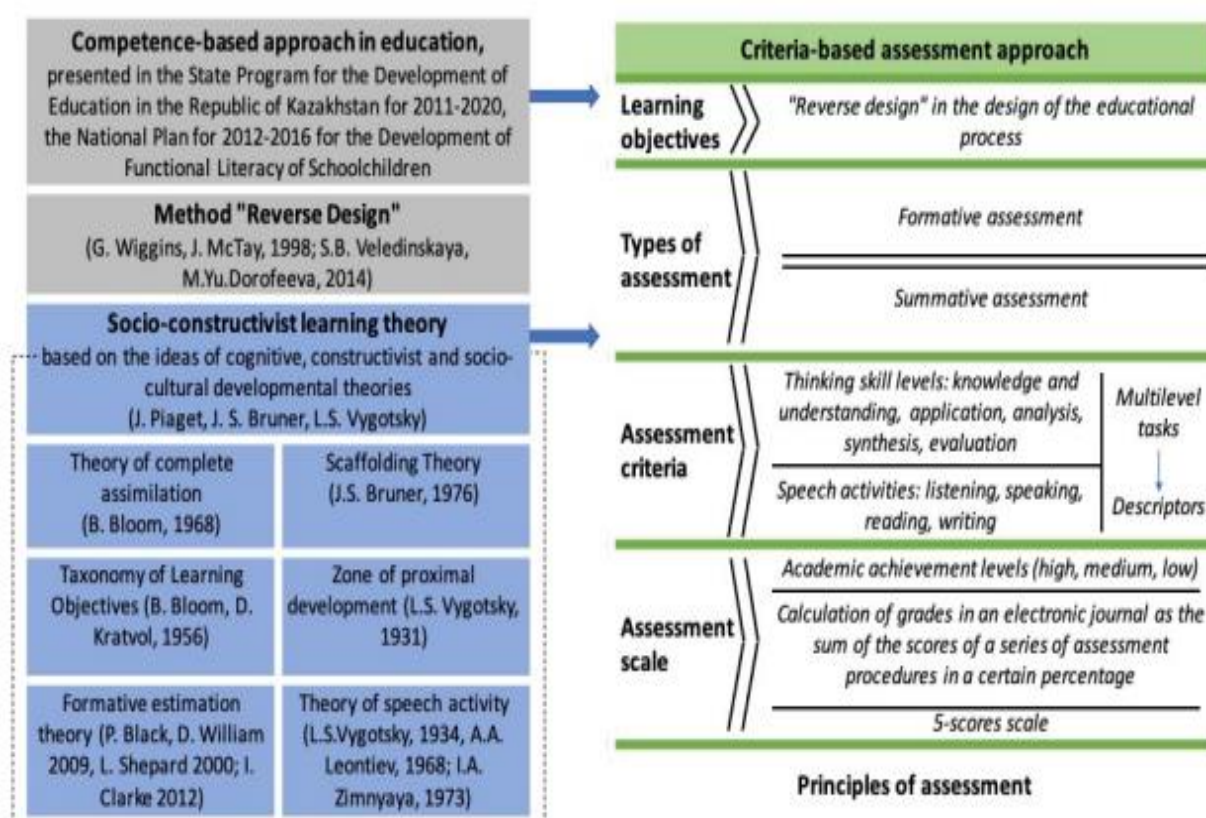 Competence-based approach in education,
presented in the State Program for the Development of
Education in the Republic of Kazakhstan for 2011-2020,
the National Plan for 2012-2016 for the Development of
Functional Literacy of Schoolchildren
Method "Reverse Design"
(G. Wiggins, J. McTay, 1998; S.B. Veledinskaya,
M.Yu.Dorofeeva, 2014)
Socio-constructivist learning theory
based on the ideas of cognitive, constructivist and socio-
cultural developmental theories
(J. Piaget, J. S. Bruner, L.S. Vygotsky)
Theory of complete
assimilation
(B. Bloom, 1968)
Scaffolding Theory
(J.S. Bruner, 1976)
Taxonomy of Learning
Objectives (B. Bloom, D.
Kratvol, 1956)
Zone of proximal
development (L.S. Vygotsky,
1931)
Formative estimation
theory (P. Black, D. William
2009, L. Shepard 2000; I.
Clarke 2012)
Theory of speech activity
(L.S.Vygotsky, 1934, A.A.
Leontiev, 1968; I.A.
Zimnyaya, 1973)
Criteria-based assessment approach
Learning
objectives
"Reverse design" in the design of the educational
process
Types of
assessment
Formative assessment
Summative assessment
Assessment
criteria
Thinking skill levels: knowledge and
understanding, application, analysis,
synthesis, evaluation
Speech activities: listening, speaking,
reading, writing
Multilevel
tasks
Descriptors
Assessment
scale
Academic achievement levels (high, medium, low)
Calculation of grades in an electronic journal as the
sum of the scores of a series of assessment
procedures in a certain percentage
5-scores scale
Principles of assessment